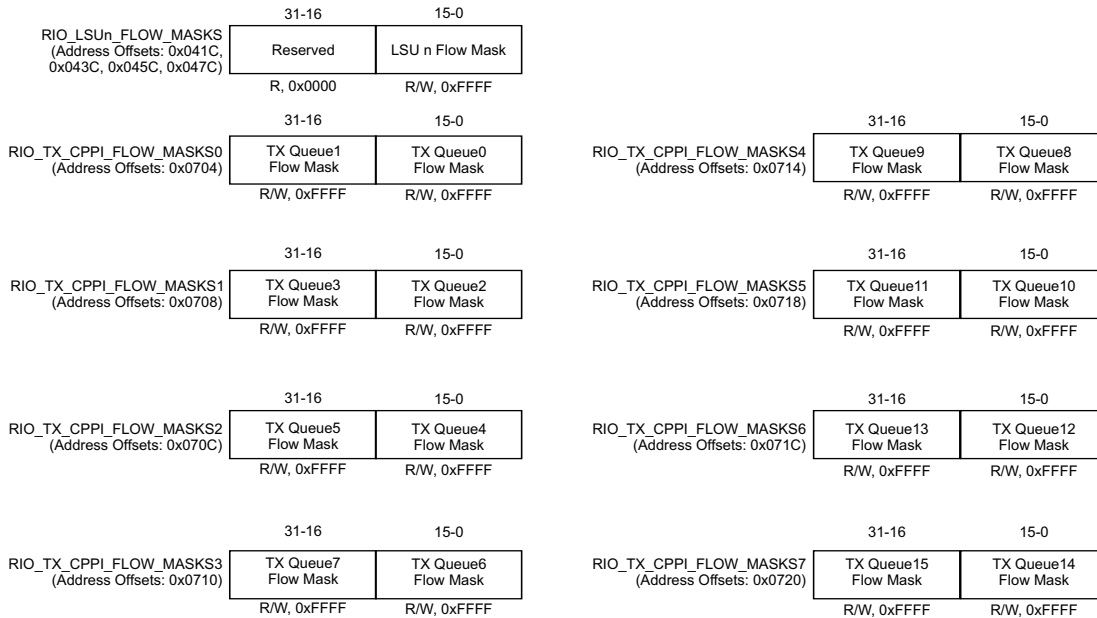 31-16 15-0
RIO_LSUn_FLOW_MASKS
(Address Offsets: 0x041C,
0x043C, 0x045C, 0x047C)
Reserved LSU n Flow Mask
R, 0x0000 R/W, 0xFFFF
31-16 15-0
RIO_TX_CPPI_FLOW_MASKS0
(Address Offsets: 0x0704)
TX Queue1
Flow Mask
TX Queue0
Flow Mask
R/W, 0xFFFF R/W, 0xFFFF
31-16 15-0
RIO_TX_CPPI_FLOW_MASKS4
(Address Offsets: 0x0714)
TX Queue9
Flow Mask
TX Queue8
Flow Mask
R/W, 0xFFFF R/W, 0xFFFF
31-16 15-0
RIO_TX_CPPI_FLOW_MASKS1
(Address Offsets: 0x0708)
TX Queue3
Flow Mask
TX Queue2
Flow Mask
R/W, 0xFFFF R/W, 0xFFFF
31-16 15-0
RIO_TX_CPPI_FLOW_MASKS5
(Address Offsets: 0x0718)
TX Queue11
Flow Mask
TX Queue10
Flow Mask
R/W, 0xFFFF R/W, 0xFFFF
31-16 15-0
RIO_TX_CPPI_FLOW_MASKS2
(Address Offsets: 0x070C)
TX Queue5
Flow Mask
TX Queue4
Flow Mask
R/W, 0xFFFF R/W, 0xFFFF
31-16 15-0
RIO_TX_CPPI_FLOW_MASKS6
(Address Offsets: 0x071C)
TX Queue13
Flow Mask
TX Queue12
Flow Mask
R/W, 0xFFFF R/W, 0xFFFF
31-16 15-0
RIO_TX_CPPI_FLOW_MASKS3
(Address Offsets: 0x0710)
TX Queue7
Flow Mask
TX Queue6
Flow Mask
R/W, 0xFFFF R/W, 0xFFFF
31-16 15-0
RIO_TX_CPPI_FLOW_MASKS7
(Address Offsets: 0x0720)
TX Queue15
Flow Mask
TX Queue14
Flow Mask
R/W, 0xFFFF R/W, 0xFFFF